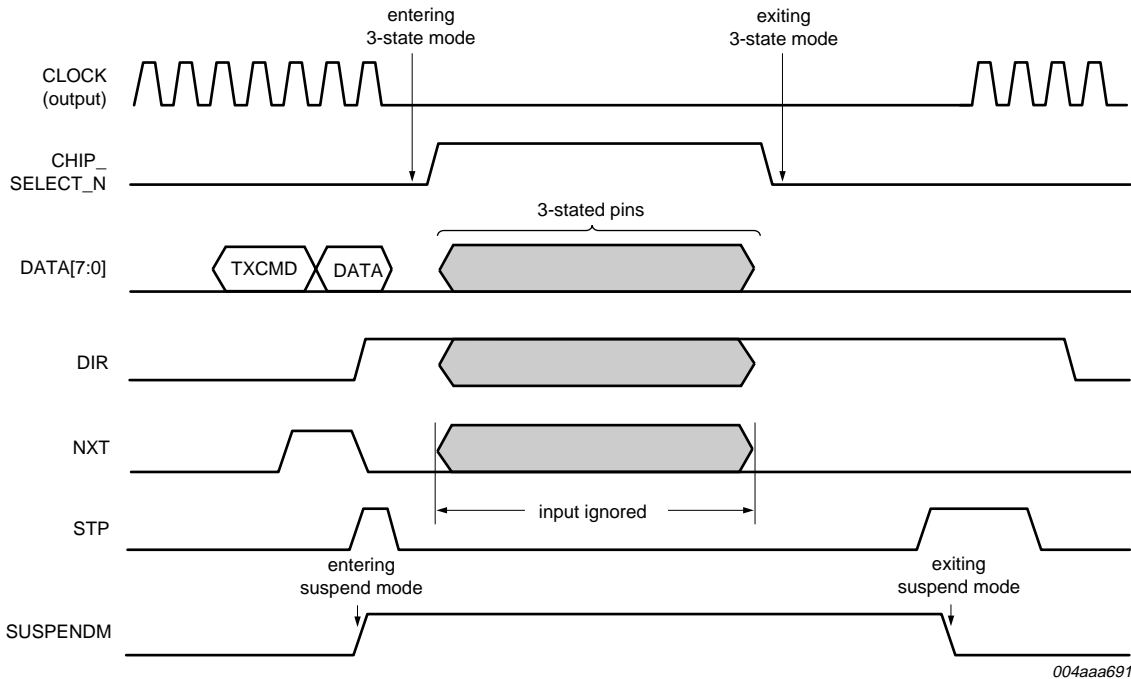 entering
3-state mode
exiting
3-state mode
CLOCK
(output)
CHIP_
SELECT_N
3-stated pins
DATA[7:0]
TXCMD
DATA
DIR
NXT
input ignored
STP
entering
suspend mode
exiting
suspend mode
SUSPENDM
004aaa691